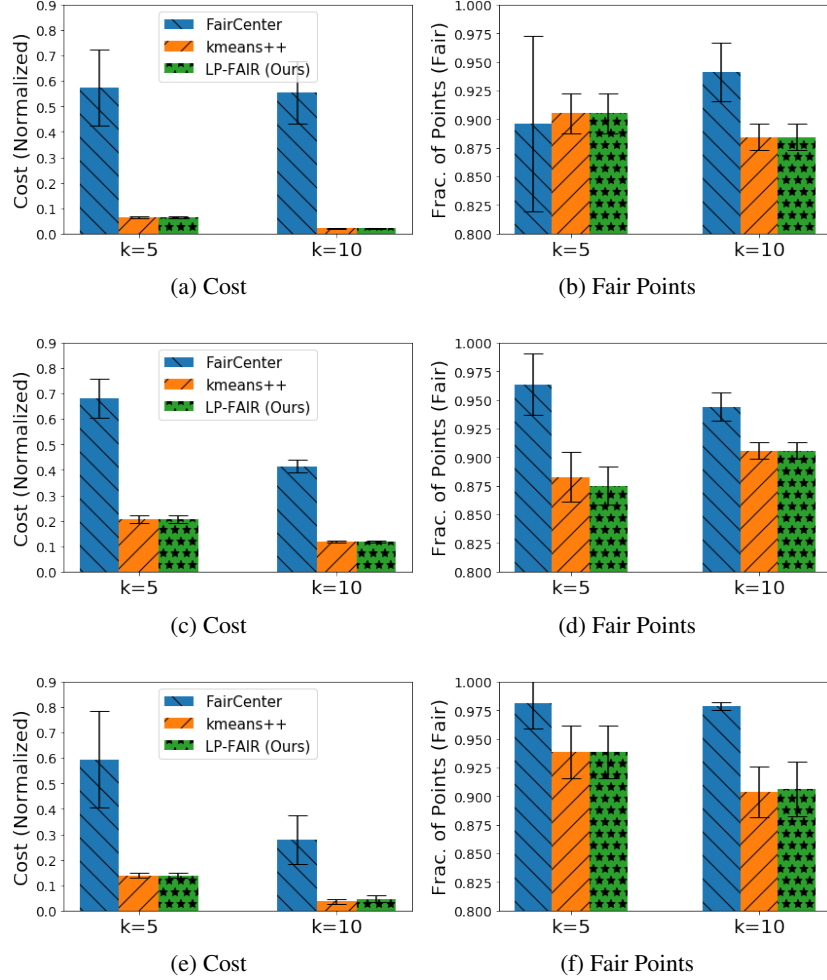 0.9
0.8
0.7
0.6
0.5
0.4
0.3
0.2
0.1
0.0
Cost (Normalized)
FairCenter
kmeans++
LP-FAIR (Ours)
k=5
k=10
(a) Cost
1.000
0.975
0.950
0.925
0.900
0.875
0.850
0.825
0.800
Frac. of Points (Fair)
k=5
k=10
(b) Fair Points
0.9
0.8
0.7
0.6
0.5
0.4
0.3
0.2
0.1
0.0
Cost (Normalized)
FairCenter
kmeans++
LP-FAIR (Ours)
k=5
k=10
(c) Cost
1.000
0.975
0.950
0.925
0.900
0.875
0.850
0.825
0.800
Frac. of Points (Fair)
k=5
k=10
(d) Fair Points
0.9
0.8
0.7
0.6
0.5
0.4
0.3
0.2
0.1
0.0
Cost (Normalized)
FairCenter
kmeans++
LP-FAIR (Ours)
k=5
k=10
(e) Cost
1.000
0.975
0.950
0.925
0.900
0.875
0.850
0.825
0.800
Frac. of Points (Fair)
k=5
k=10
(f) Fair Points